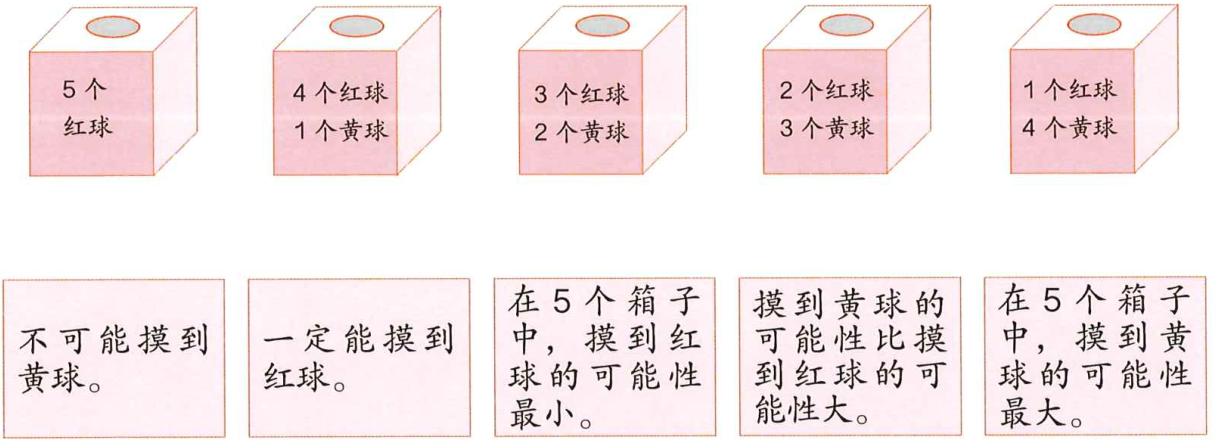 5 个
红球
4 个红球
1 个黄球
3 个红球
2 个黄球
2 个红球
3 个黄球
1 个红球
4 个黄球
不可能摸到
黄球。
一定能摸到
红球。
在 5 个箱子
中，摸到红
球的可能性
最小。
摸到黄球的
可能性比摸
到红球的可
能性大。
在 5 个箱子
中，摸到黄
球的可能性
最大。